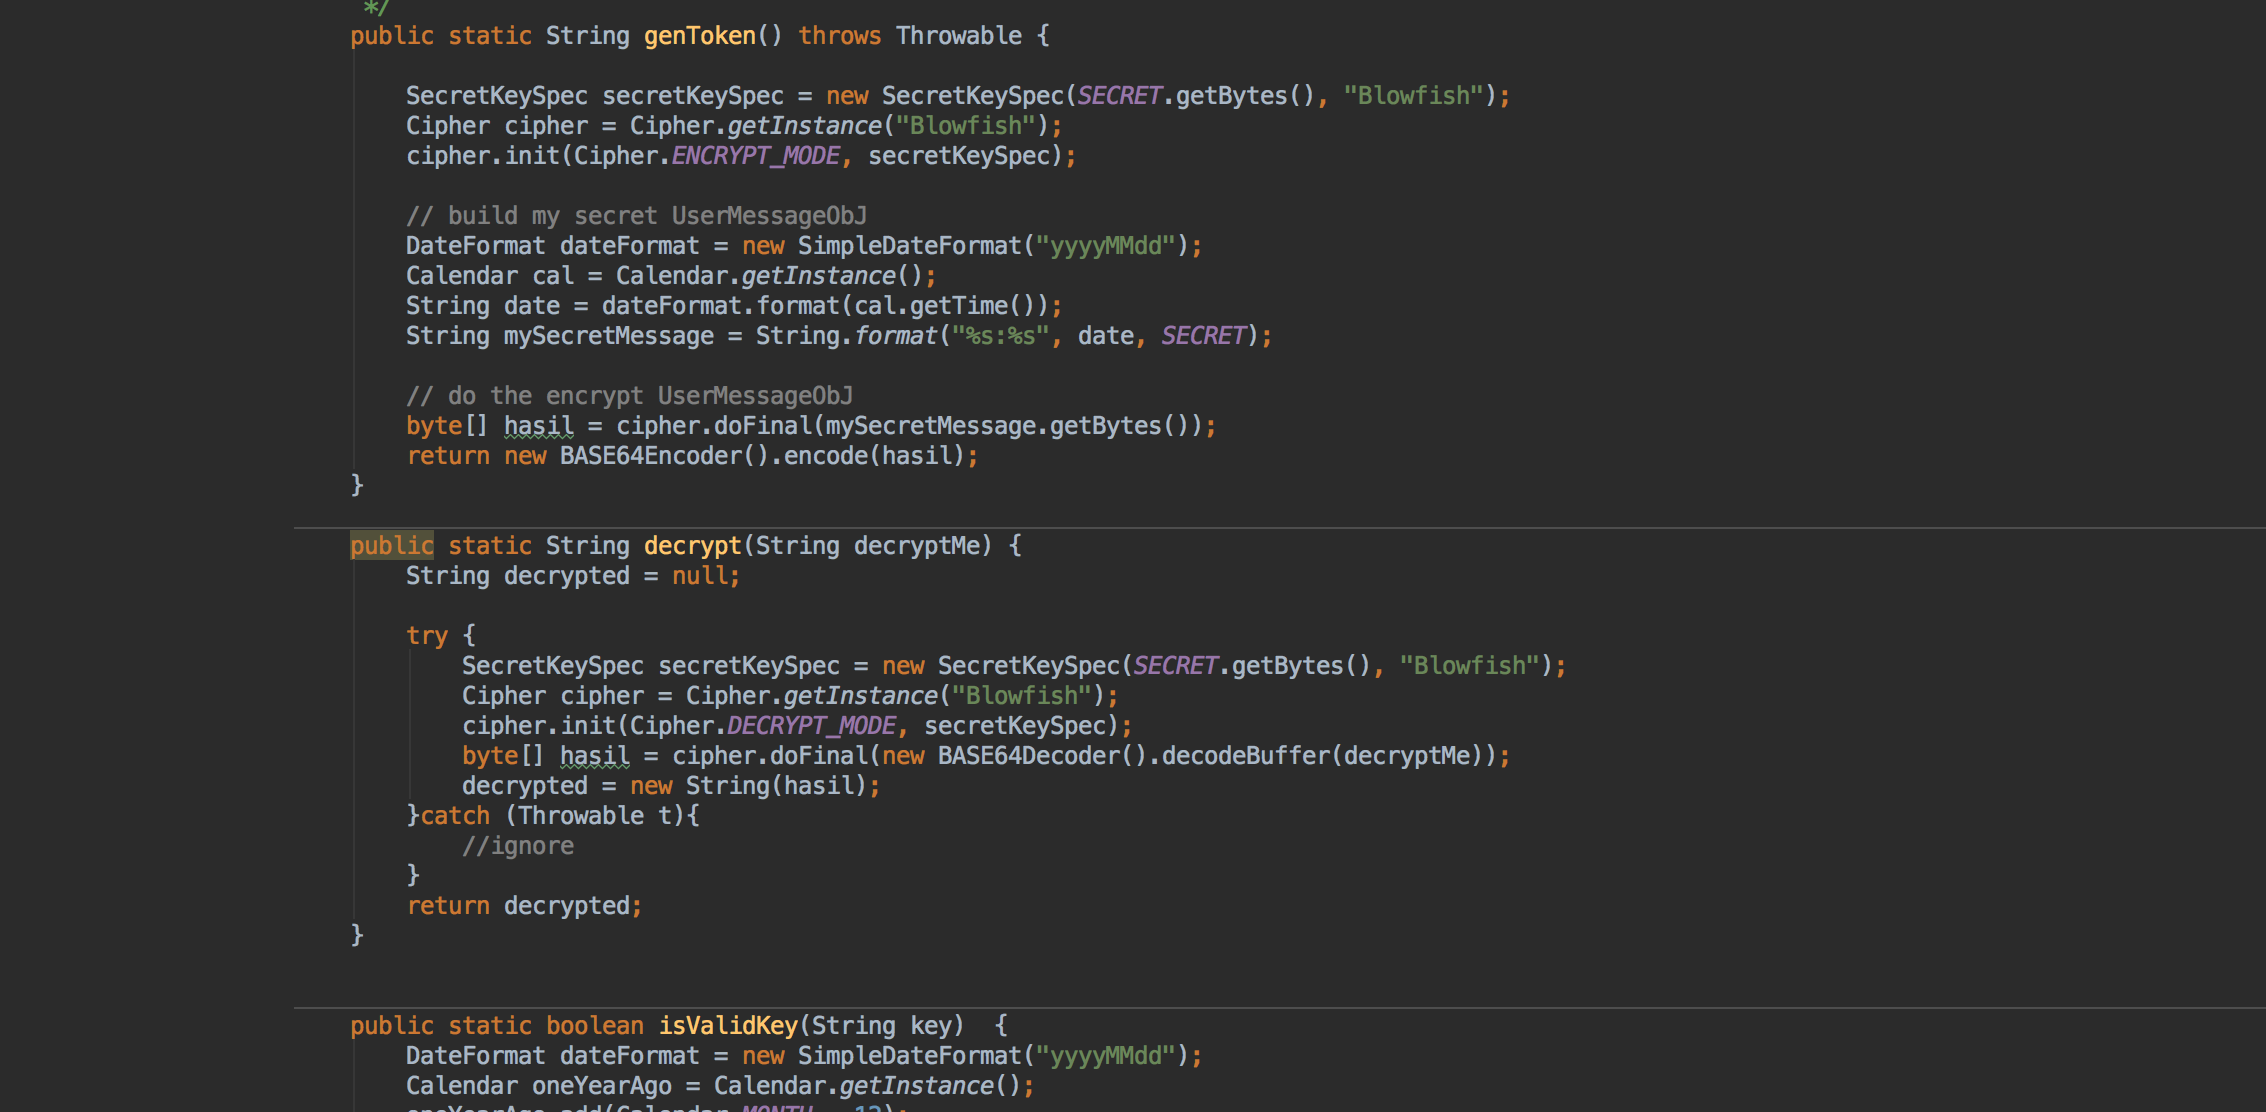 */
public static String genToken() throws Throwable {
SecretKeySpec secretKeySpec = new SecretKeySpec(SECRET.getBytes(), "Blowfish");
Cipher cipher = Cipher.getInstance("Blowfish");
cipher.init(Cipher.ENCRYPT_MODE, secretKeySpec);
// build my secret UserMessageObJ
DateFormat dateFormat = new SimpleDateFormat("yyyyMMdd");
Calendar cal = Calendar.getInstance();
String date = dateFormat.format(cal.getTime());
String mySecretMessage = String.format("%s:%s", date, SECRET);
// do the encrypt UserMessageObJ
byte[] hasil = cipher.doFinal(mySecretMessage.getBytes());
return new BASE64Encoder().encode(hasil);
}
public static String decrypt(String decryptMe) {
String decrypted = null;
try {
SecretKeySpec secretKeySpec = new SecretKeySpec(SECRET.getBytes(), "Blowfish");
Cipher cipher = Cipher.getInstance("Blowfish");
cipher.init(Cipher.DECRYPT_MODE, secretKeySpec);
byte[] hasil = cipher.doFinal(new BASE64Decoder().decodeBuffer(decryptMe));
decrypted = new String(hasil);
}catch (Throwable t){
//ignore
}
return decrypted;
}
public static boolean isValidKey(String key)  {
DateFormat dateFormat = new SimpleDateFormat("yyyyMMdd");
Calendar oneYearAgo = Calendar.getInstance();